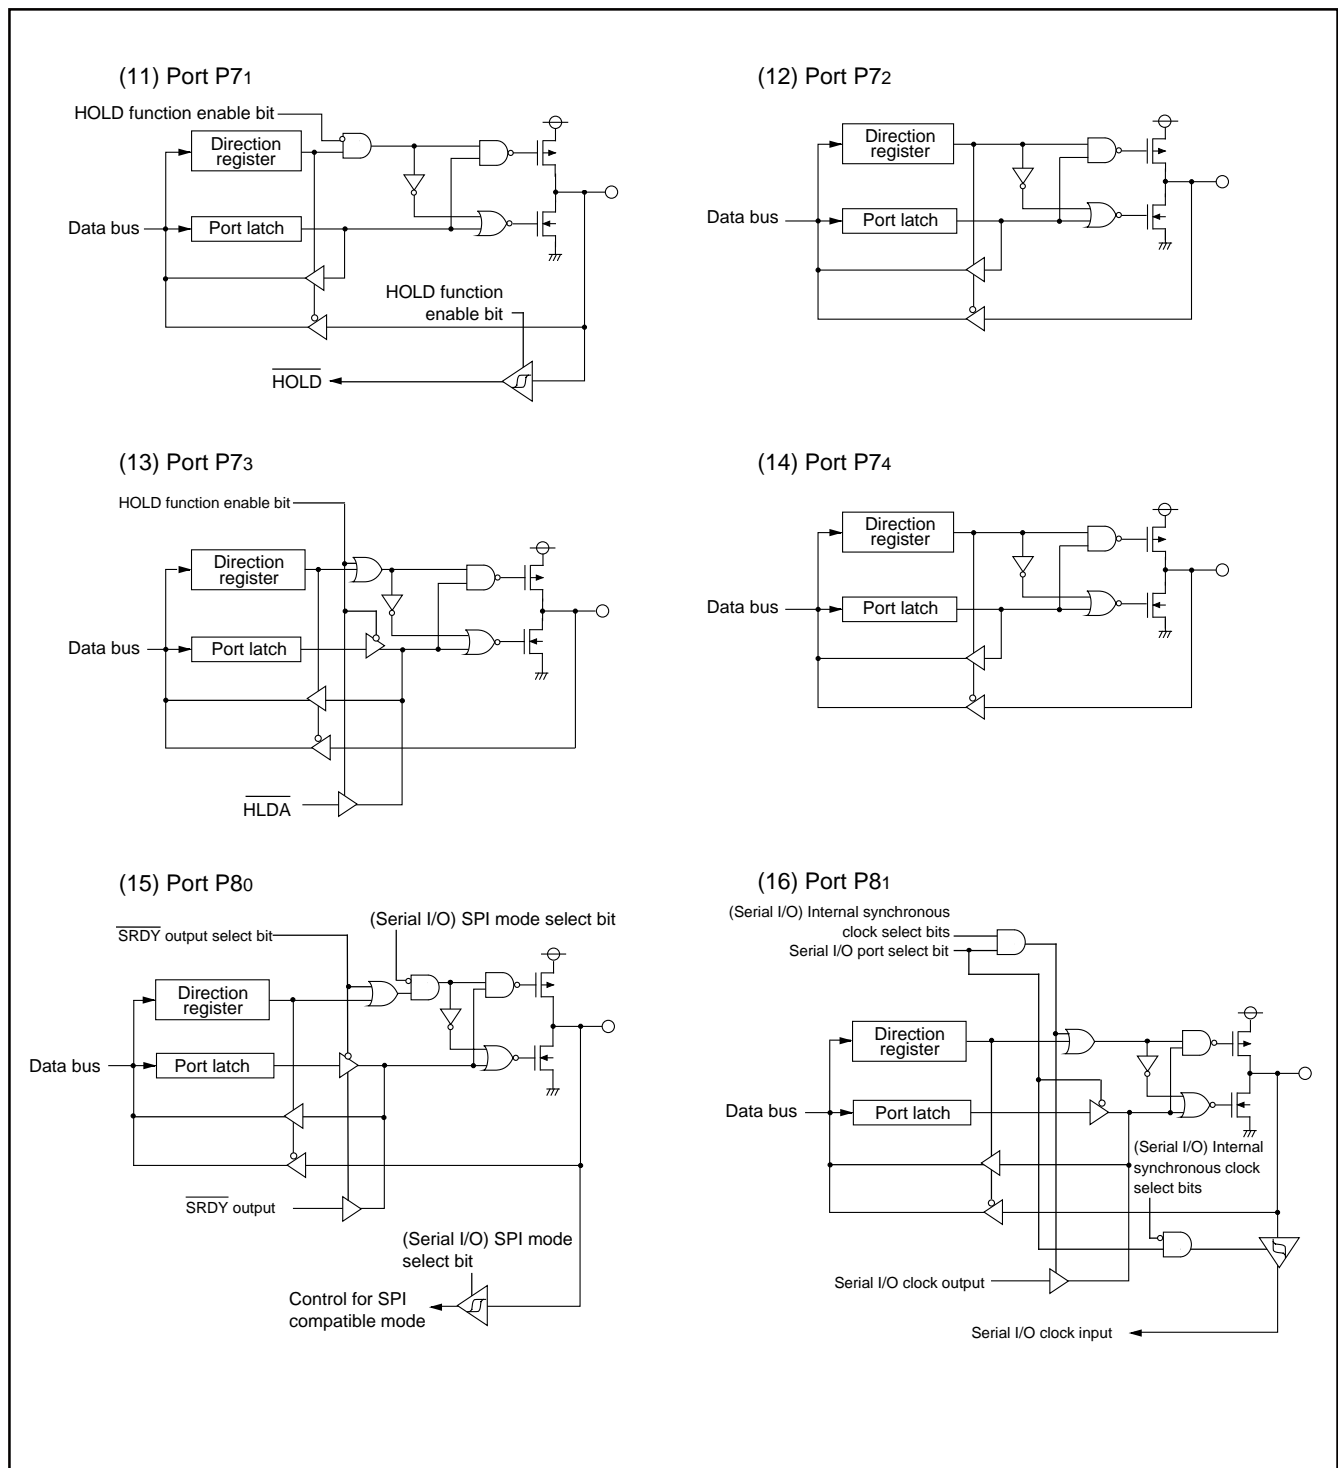 (11) Port P71
HOLD function enable bit
Direction
register
Data bus
Port latch
HOLD function
enable bit
HOLD
(12) Port P72
Direction
register
Data bus
Port latch
(13) Port P73
HOLD function enable bit
Direction
register
Data bus
Port latch
HLDA
(14) Port P74
Direction
register
Data bus
Port latch
(15) Port P80
(Serial I/O) SPI mode select bit
SRDY output select bit
Direction
register
Data bus
Port latch
SRDY output
(Serial I/O) SPI mode
select bit
Control for SPI
compatible mode
(16) Port P81
(Serial I/O) Internal synchronous
clock select bits
Serial I/O port select bit
Direction
register
Data bus
Port latch
(Serial I/O) Internal
synchronous clock
select bits
Serial I/O clock output
Serial I/O clock input